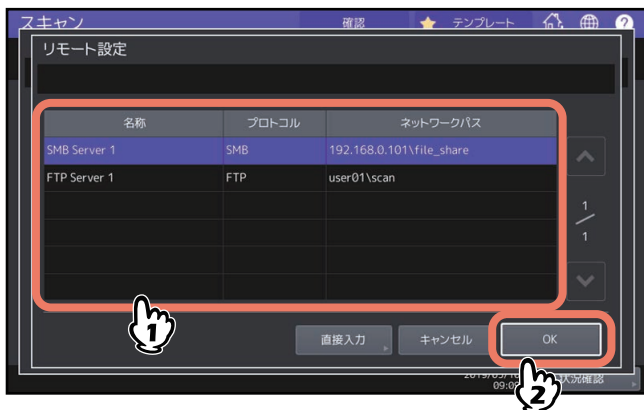 スキャン 確認 テンプレート ?
リモート設定
名称 プロトコル ネットワークパス
SMB Server 1 SMB 192.168.0.101\file_share
FTP Server 1 FTP user01\scan
1
1
1
直接入力 キャンセル OK
2
状況確認